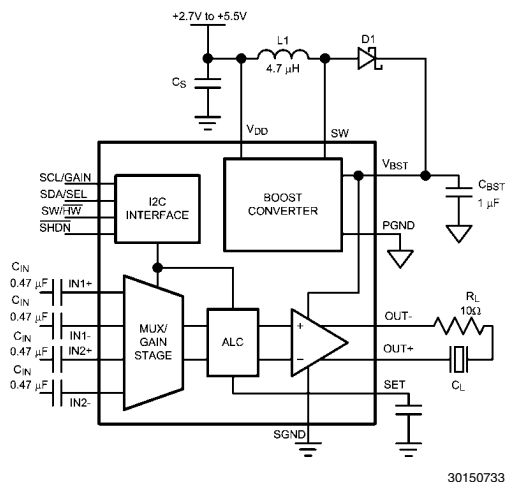 +2.7V to +5.5V
L1
4.7 μH
D1
CS
VDD
SW
VBST
CBST
1 μF
SCL/GAIN
SDA/SEL
SW/HW
SHDN
I2C
INTERFACE
BOOST
CONVERTER
PGND
CIN
0.47 μF
IN1+
CIN
0.47 μF
IN1-
CIN
0.47 μF
IN2+
CIN
0.47 μF
IN2-
MUX/
GAIN
STAGE
ALC
+
−
OUT-
OUT+
RL
10Ω
CL
SET
SGND
30150733